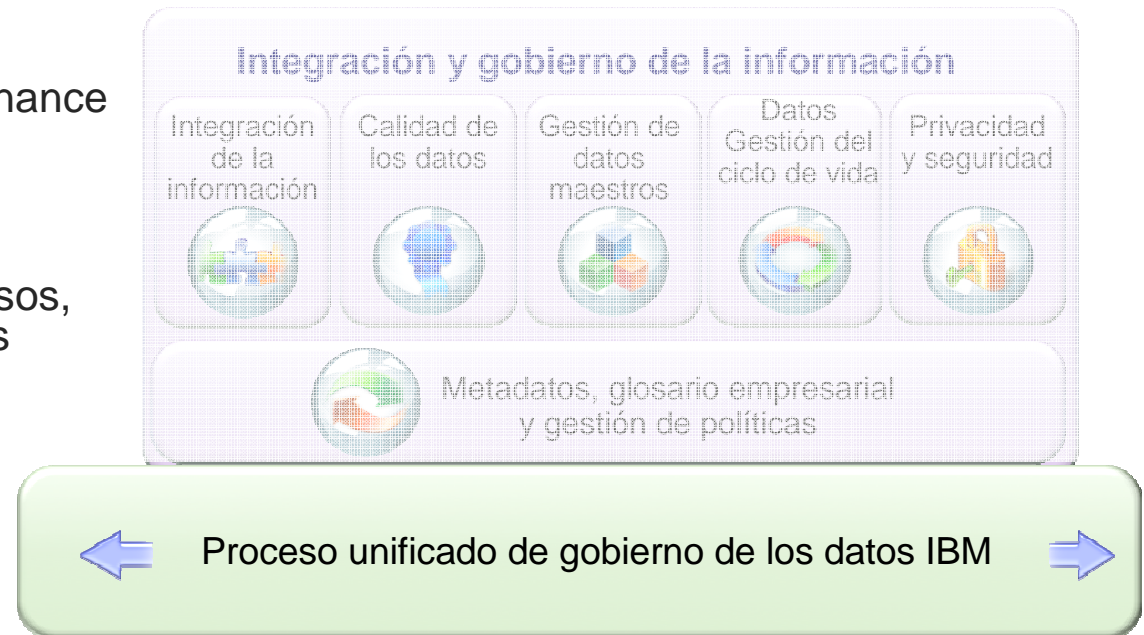 nance
sos,
s
Integración y gobierno de la información
Integración
de la
información
Calidad de
los datos
Gestión de
datos
maestros
Datos
Gestión del
ciclo de vida
Privacidad
y seguridad
Metadatos, glosario empresarial
y gestión de políticas
Proceso unificado de gobierno de los datos IBM